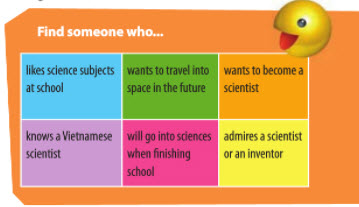 Find someone who...
likes science subjects
at school
wants to travel into
space in the future
wants to become a
scientist
knows a Vietnamese
scientist
will go into sciences
when finishing
school
admires a scientist
or an inventor